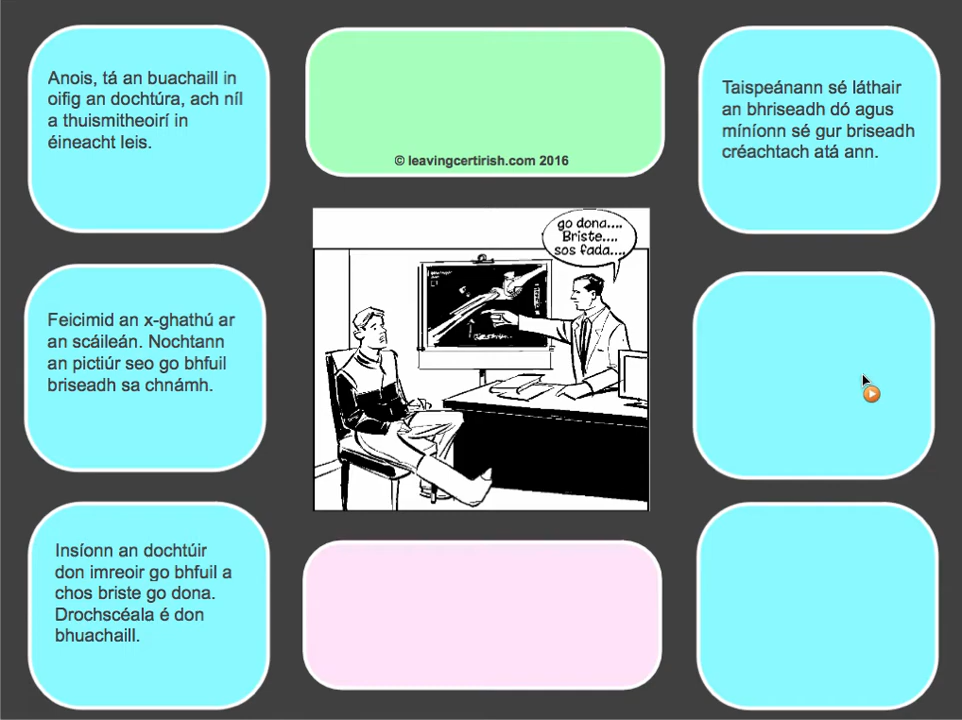 Anois, tá an buachaill in
oifig an dochtúra, ach níl
a thuismitheoirí in
éineacht leis.
Feicimid an x-ghathú ar
an scáileán. Nochtann
an pictiúr seo go bhfuil
briseadh sa chnámh.
Insíonn an dochtúir
don imreoir go bhfuil a
chos briste go dona.
Drochscéala é don
bhuachaill.
© leavingcertirish.com 2016
go dona....
Briste....
sos fada....
Taispeánann sé láthair
an bhriseadh dó agus
míníonn sé gur briseadh
créachtach atá ann.